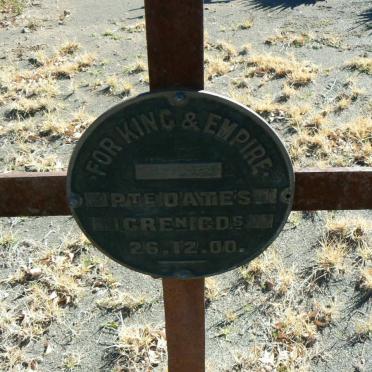 FOR KING & EMPIRE
PTE OATES
GREN GDS
26.12.00.